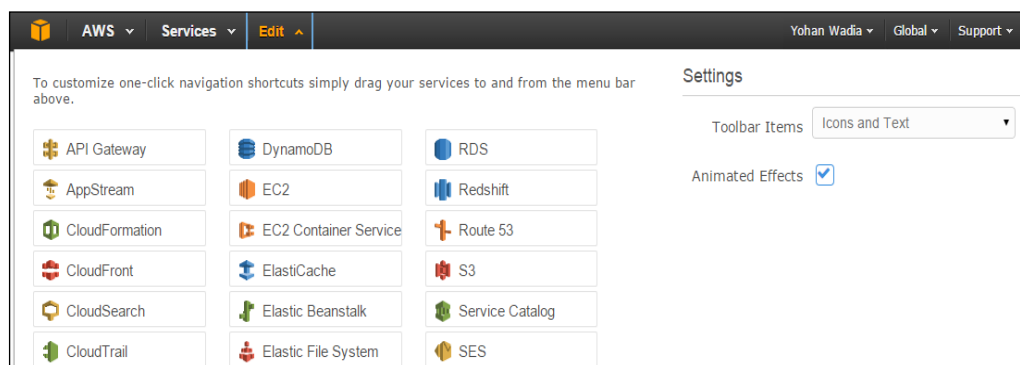 AWS Services Edit Yohan Wadia Global Support
To customize one-click navigation shortcuts simply drag your services to and from the menu bar
above.
Settings
Toolbar Items Icons and Text
Animated Effects
API Gateway DynamoDB RDS
AppStream EC2 Redshift
CloudFormation EC2 Container Service Route 53
CloudFront ElastiCache S3
CloudSearch Elastic Beanstalk Service Catalog
CloudTrail Elastic File System SES